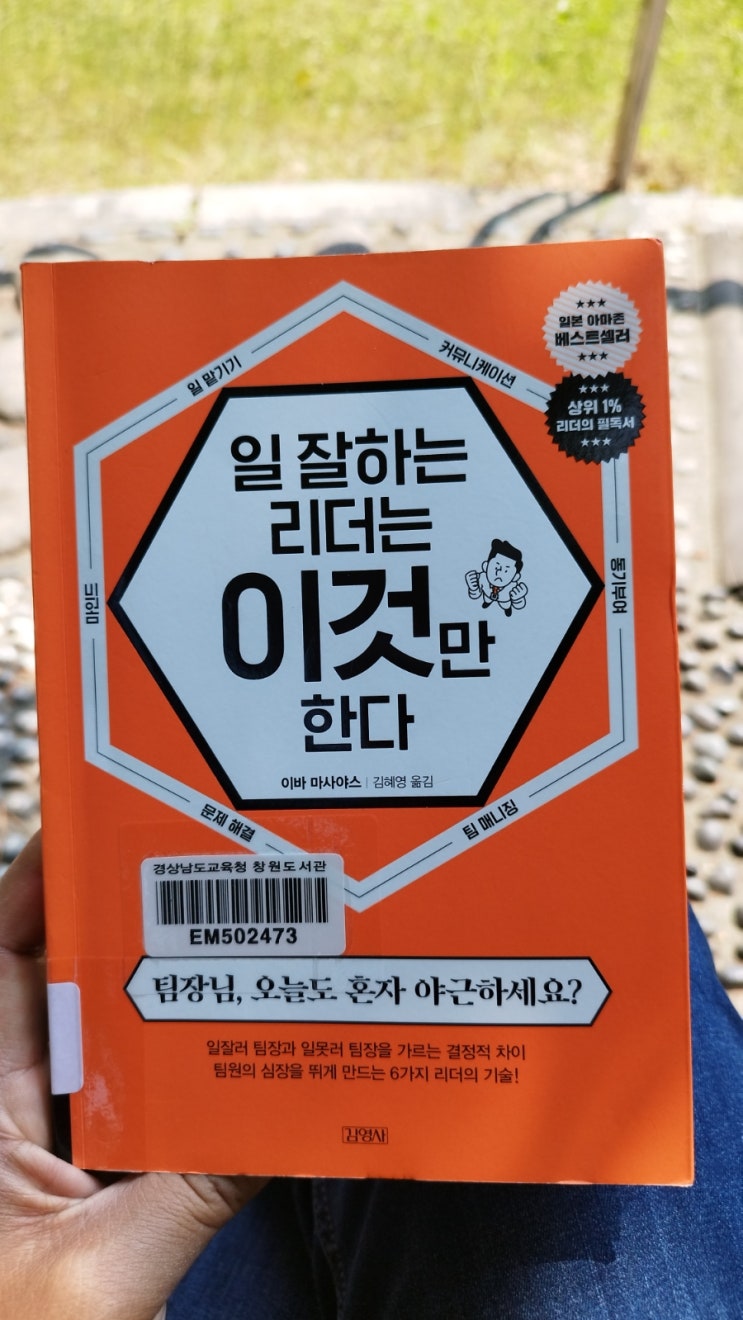 일본 아마존
베스트셀러
상위 1%
리더의 필독서
일 맡기기
커뮤니케이션
마인드
동기부여
문제 해결
팀 매니징
일 잘하는
리더는
이것만
한다
이바 마사야스 | 김혜영 옮김
경상남도교육청 창원도서관
EM502473
팀장님, 오늘도 혼자 야근하세요?
일잘러 팀장과 일못러 팀장을 가르는 결정적 차이
팀원의 심장을 뛰게 만드는 6가지 리더의 기술!
김영사